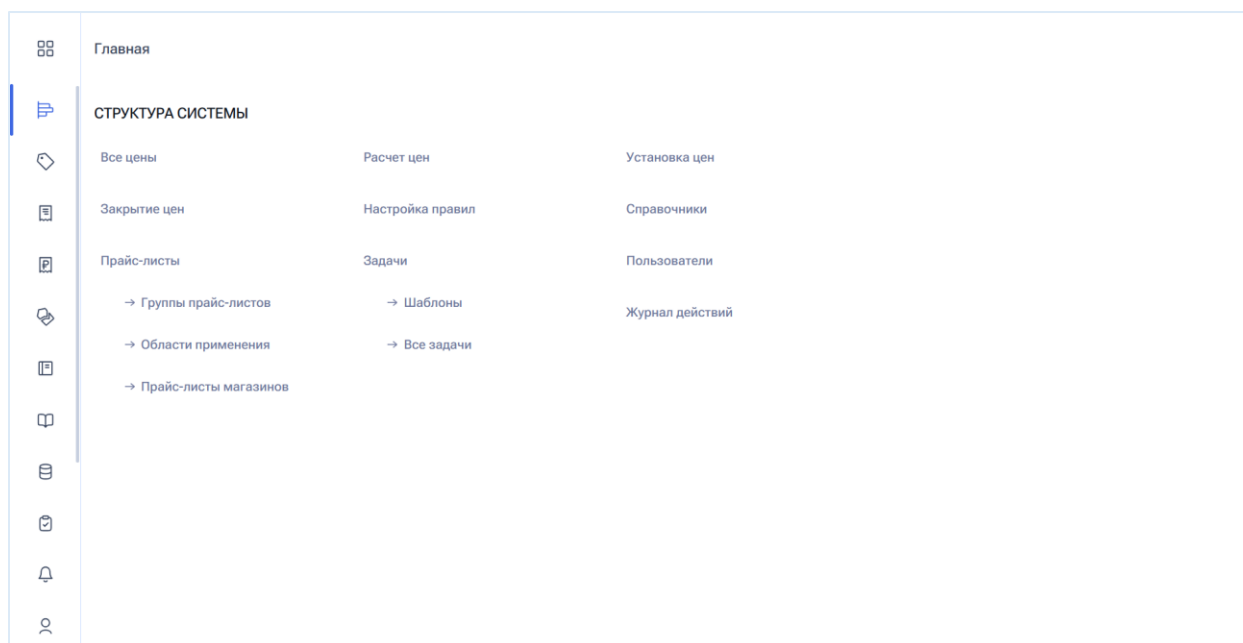 Главная
СТРУКТУРА СИСТЕМЫ
Все цены
Расчет цен
Установка цен
Закрытие цен
Настройка правил
Справочники
Прайс-листы
Задачи
Пользователи
→ Группы прайс-листов
→ Шаблоны
Журнал действий
→ Области применения
→ Все задачи
→ Прайс-листы магазинов